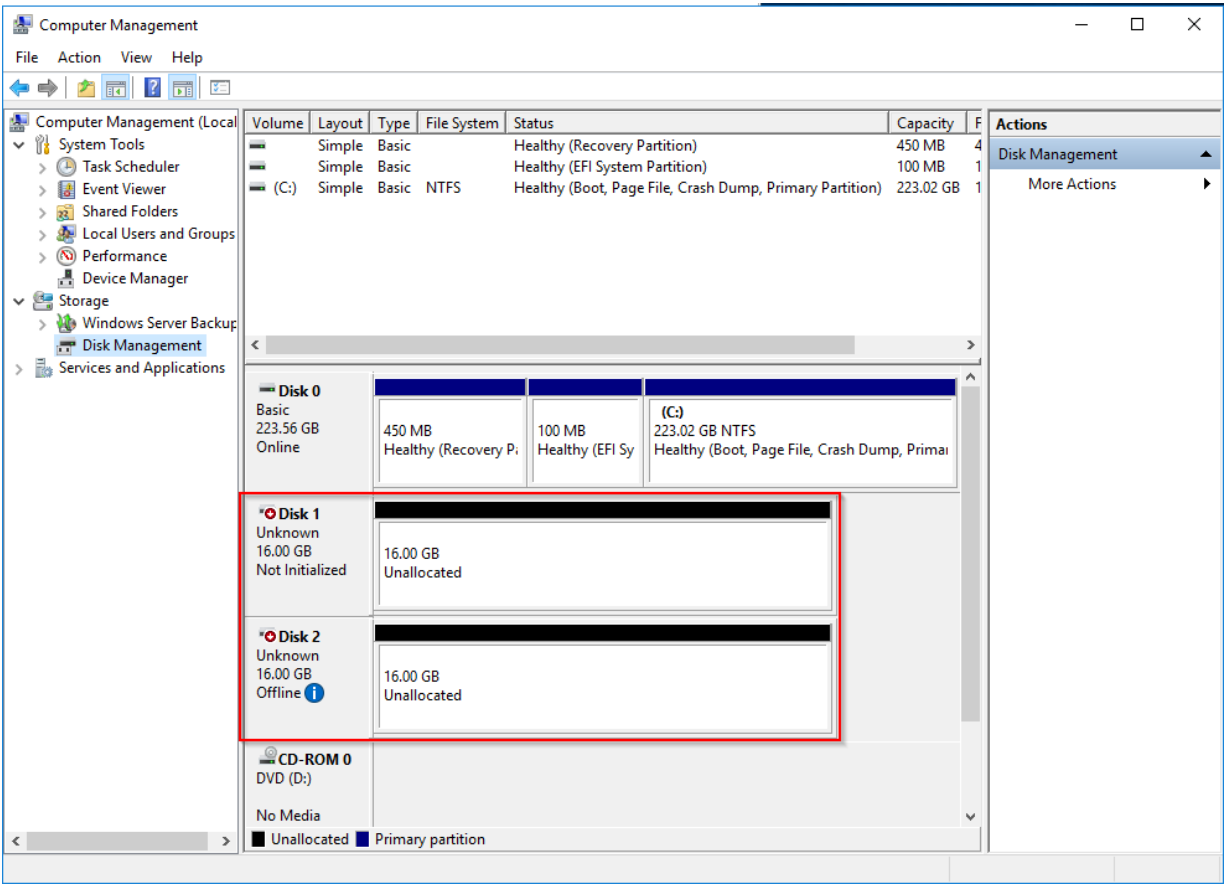 Computer Management
File Action View Help
Computer Management (Local
System Tools
Task Scheduler
Event Viewer
Shared Folders
Local Users and Groups
Performance
Device Manager
Storage
Windows Server Backup
Disk Management
Services and Applications
Volume Layout Type File System Status Capacity F
Simple Basic Healthy (Recovery Partition) 450 MB 4
Simple Basic Healthy (EFI System Partition) 100 MB 1
(C:) Simple Basic NTFS Healthy (Boot, Page File, Crash Dump, Primary Partition) 223.02 GB 1
Disk 0
Basic
223.56 GB
Online
450 MB
Healthy (Recovery Pa
100 MB
Healthy (EFI Sy
(C:)
223.02 GB NTFS
Healthy (Boot, Page File, Crash Dump, Primar
Disk 1
Unknown
16.00 GB
Not Initialized
16.00 GB
Unallocated
Disk 2
Unknown
16.00 GB
Offline
16.00 GB
Unallocated
CD-ROM 0
DVD (D:)
No Media
Unallocated Primary partition
Actions
Disk Management
More Actions